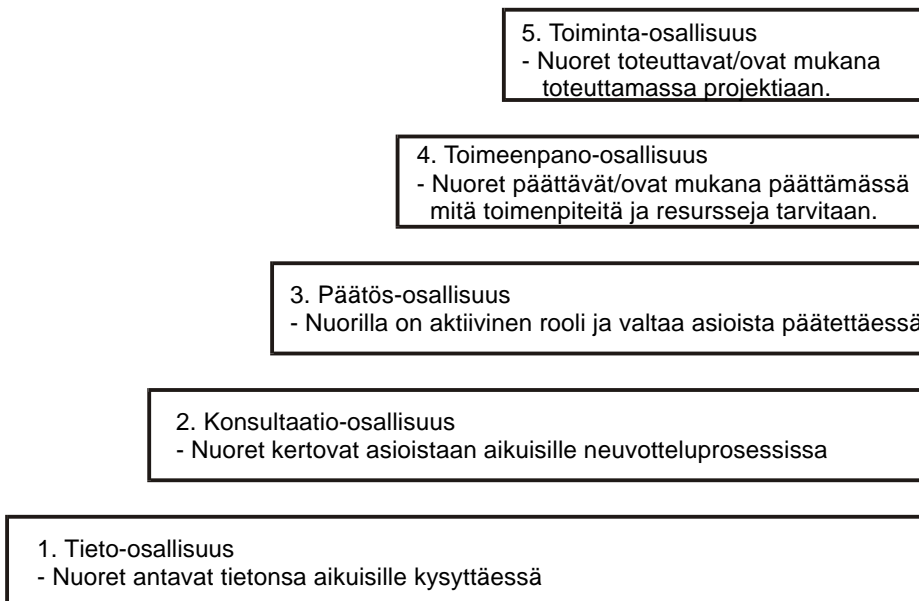 5. Toiminta-osallisuus
- Nuoret toteuttavat/ovat mukana
toteuttamassa projektiaan.
4. Toimeenpano-osallisuus
- Nuoret päättävät/ovat mukana päättämässä
mitä toimenpiteitä ja resursseja tarvitaan.
3. Päätös-osallisuus
- Nuorilla on aktiivinen rooli ja valtaa asioista päätettäessä
2. Konsultaatio-osallisuus
- Nuoret kertovat asioistaan aikuisille neuvotteluprosessissa
1. Tieto-osallisuus
- Nuoret antavat tietonsa aikuisille kysyttäessä